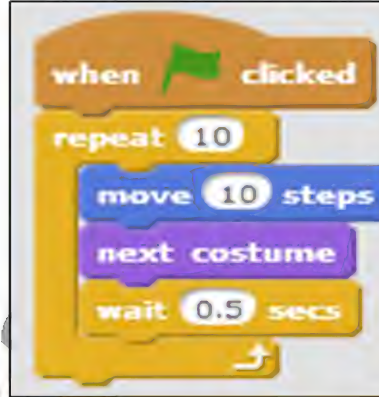 when clicked
repeat 10
move 10 steps
next costume
wait 0.5 secs